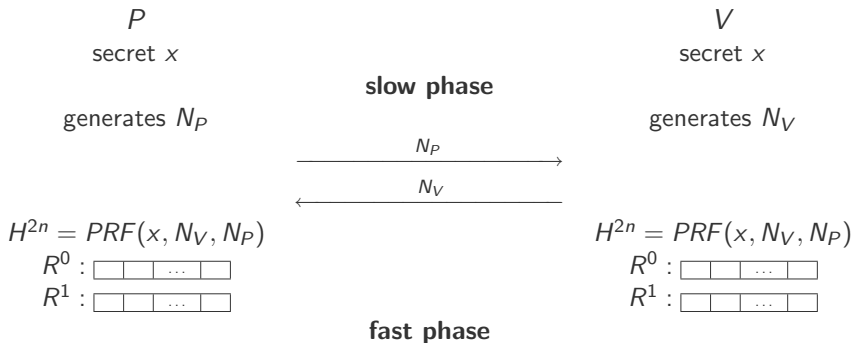 P V
secret x secret x
slow phase
generates N_P generates N_V
N_P
N_V
H^{2n} = PRF(x, N_V, N_P) H^{2n} = PRF(x, N_V, N_P)
R^0 : ... R^0 : ...
R^1 : ... R^1 : ...
fast phase